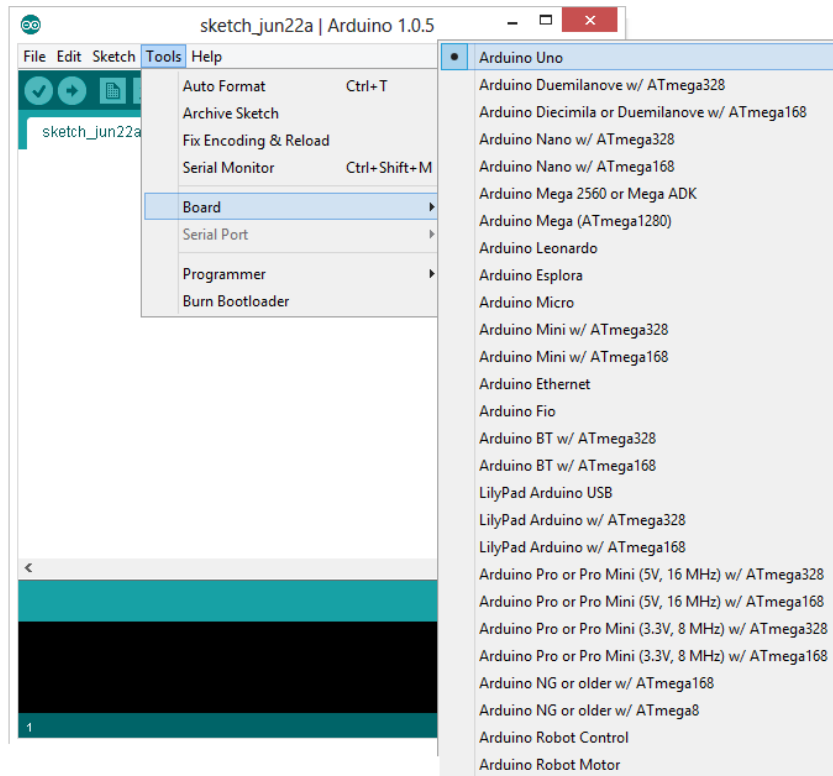 sketch_jun22a | Arduino 1.0.5
File Edit Sketch Tools Help
sketch_jun22a
Auto Format Ctrl+T
Archive Sketch
Fix Encoding & Reload
Serial Monitor Ctrl+Shift+M
Board
Serial Port
Programmer
Burn Bootloader
Arduino Uno
Arduino Duemilanove w/ ATmega328
Arduino Diecimila or Duemilanove w/ ATmega168
Arduino Nano w/ ATmega328
Arduino Nano w/ ATmega168
Arduino Mega 2560 or Mega ADK
Arduino Mega (ATmega1280)
Arduino Leonardo
Arduino Esplora
Arduino Micro
Arduino Mini w/ ATmega328
Arduino Mini w/ ATmega168
Arduino Ethernet
Arduino Fio
Arduino BT w/ ATmega328
Arduino BT w/ ATmega168
LilyPad Arduino USB
LilyPad Arduino w/ ATmega328
LilyPad Arduino w/ ATmega168
Arduino Pro or Pro Mini (5V, 16 MHz) w/ ATmega328
Arduino Pro or Pro Mini (5V, 16 MHz) w/ ATmega168
Arduino Pro or Pro Mini (3.3V, 8 MHz) w/ ATmega328
Arduino Pro or Pro Mini (3.3V, 8 MHz) w/ ATmega168
Arduino NG or older w/ ATmega168
Arduino NG or older w/ ATmega8
Arduino Robot Control
Arduino Robot Motor
1